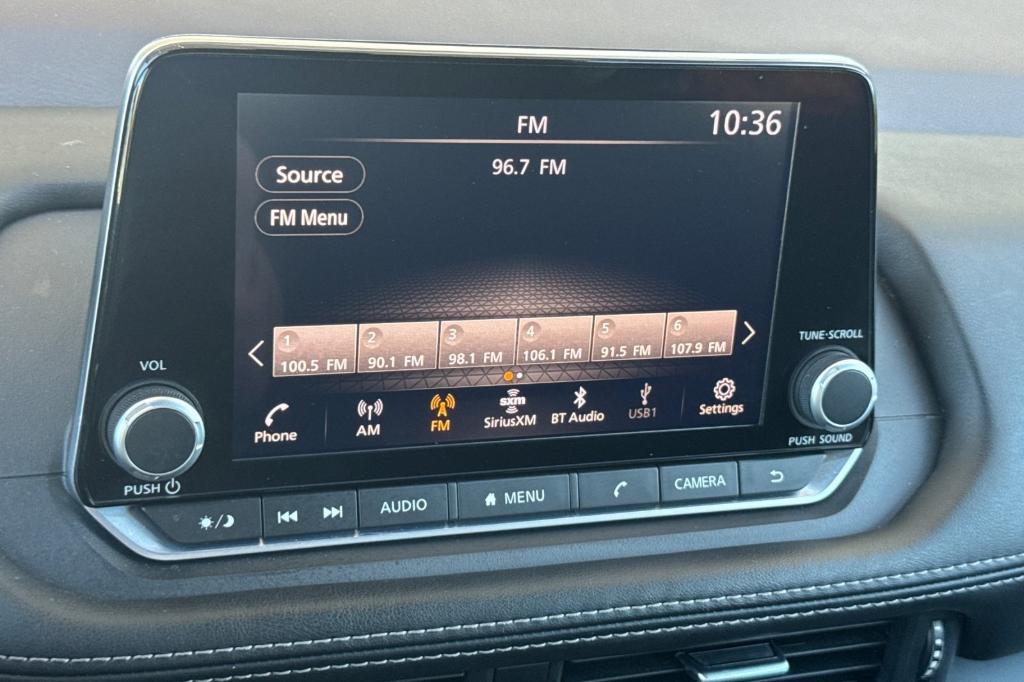 FM
10:36
96.7 FM
Source
FM Menu
1
100.5 FM
2
90.1 FM
3
98.1 FM
4
106.1 FM
5
91.5 FM
6
107.9 FM
Phone
AM
FM
sxm
SiriusXM
BT Audio
USB1
Settings
VOL
PUSH
TUNE·SCROLL
PUSH SOUND
AUDIO
MENU
CAMERA